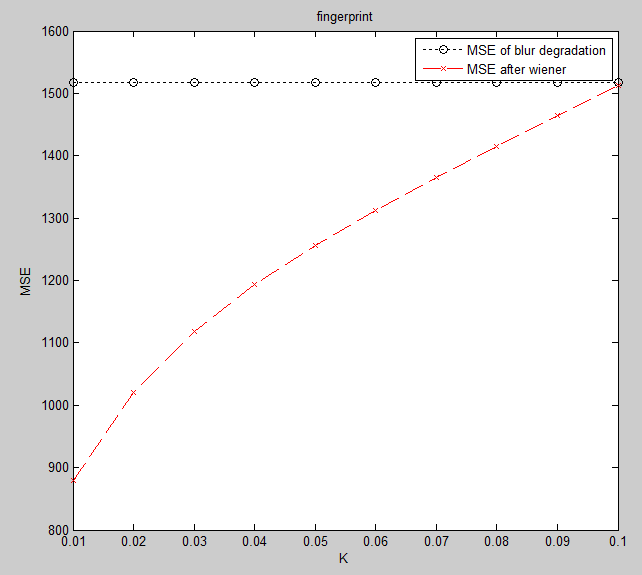 fingerprint
MSE of blur degradation
MSE after wiener
1600
1500
1400
1300
1200
1100
1000
900
800
MSE
0.01 0.02 0.03 0.04 0.05 0.06 0.07 0.08 0.09 0.1
K